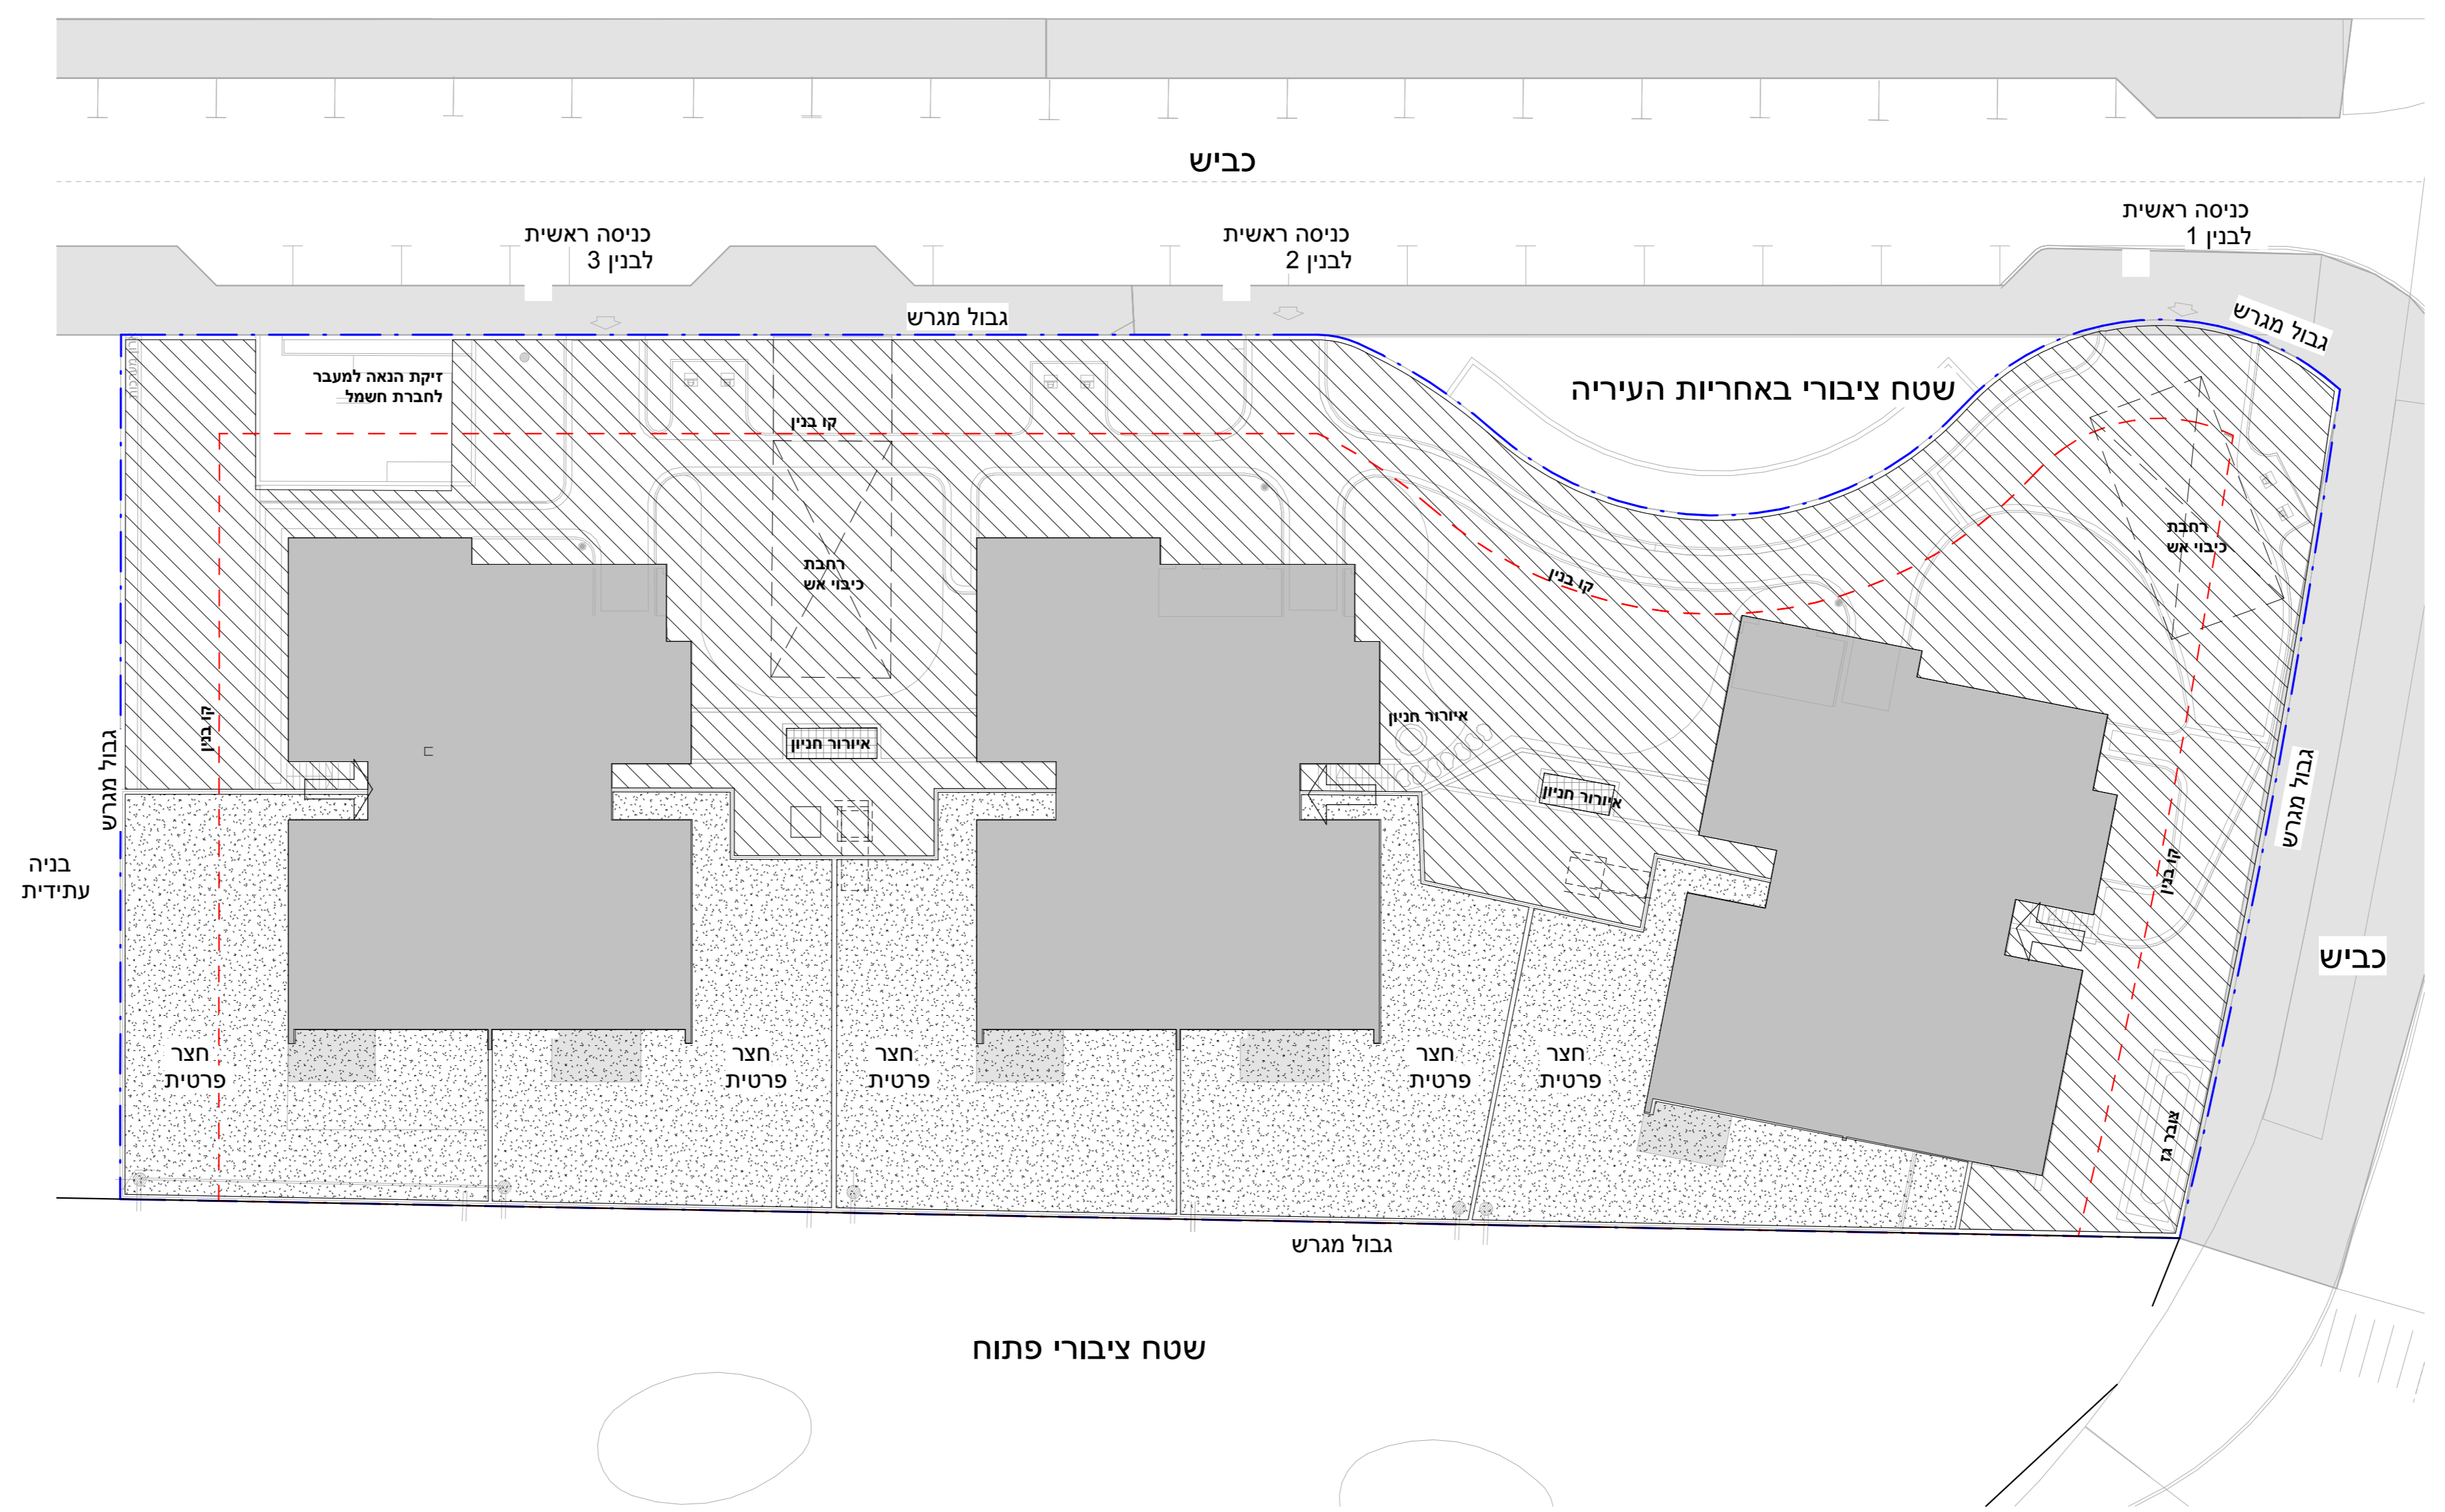 כביש
כניסה ראשית
לבנין 1
כניסה ראשית
לבנין 2
כניסה ראשית
לבנין 3
גבול מגרש
גבול מגרש
שטח ציבורי באחריות העיריה
זיקת הנאה למעבר
לחברת חשמל
קו בנין
רחבת
כיבוי אש
רחבת
כיבוי אש
קו בנין
קו בנין
איורור חניון
איורור חניון
איורור חניון
גבול מגרש
גבול מגרש
קו בנין
בניה
עתידית
כביש
חצר
פרטית
חצר
פרטית
חצר
פרטית
חצר
פרטית
חצר
פרטית
צובר גז
גבול מגרש
שטח ציבורי פתוח